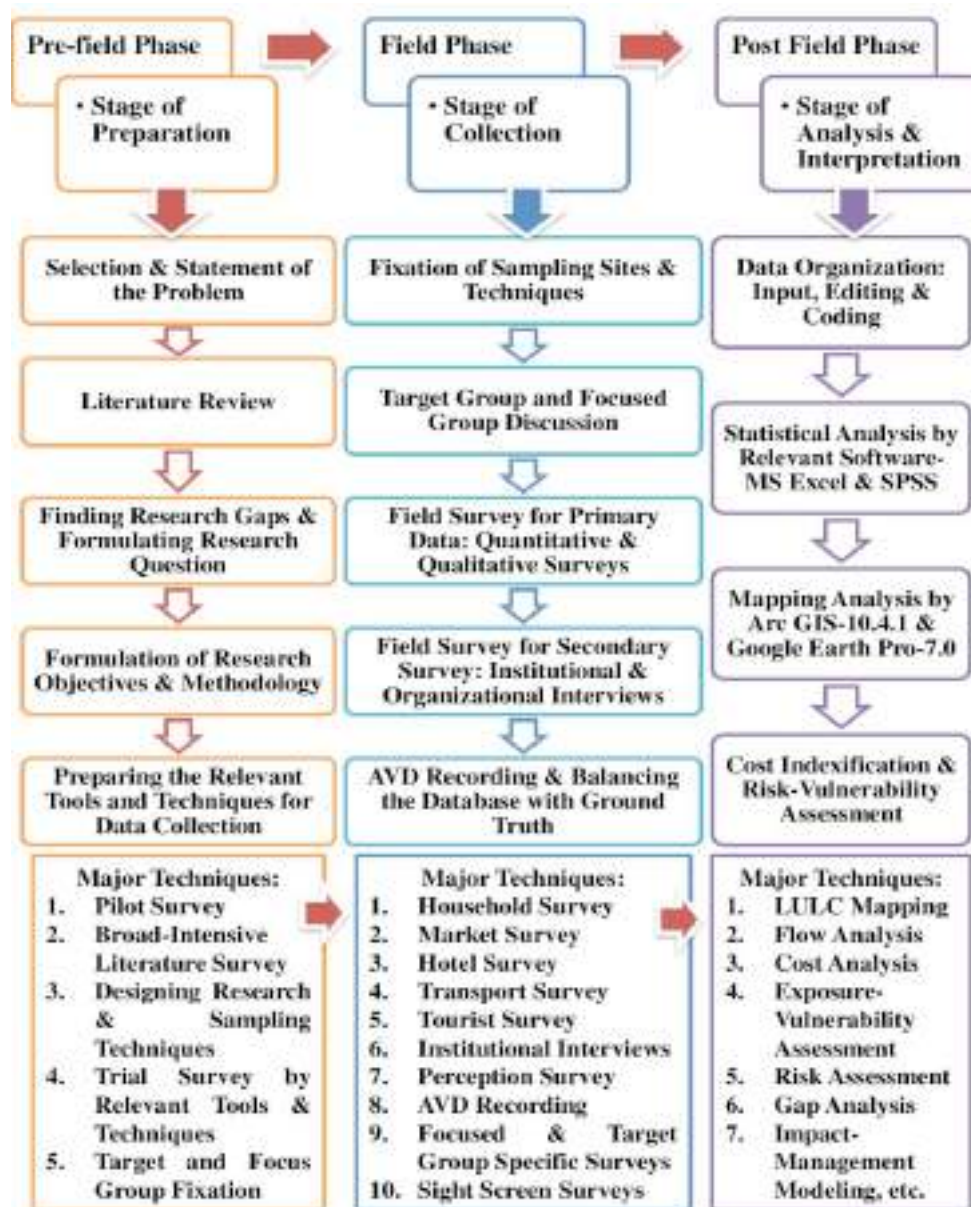 Pre-field Phase
• Stage of
Preparation
Selection & Statement of
the Problem
Literature Review
Finding Research Gaps &
Formulating Research
Question
Formulation of Research
Objectives & Methodology
Preparing the Relevant
Tools and Techniques for
Data Collection
Major Techniques:
1. Pilot Survey
2. Broad-Intensive
Literature Survey
3. Designing Research
& Sampling
Techniques
4. Trial Survey by
Relevant Tools &
Techniques
5. Target and Focus
Group Fixation
Field Phase
• Stage of
Collection
Fixation of Sampling Sites &
Techniques
Target Group and Focused
Group Discussion
Field Survey for Primary
Data: Quantitative &
Qualitative Surveys
Field Survey for Secondary
Survey: Institutional &
Organizational Interviews
AVD Recording & Balancing
the Database with Ground
Truth
Major Techniques:
1. Household Survey
2. Market Survey
3. Hotel Survey
4. Transport Survey
5. Tourist Survey
6. Institutional Interviews
7. Perception Survey
8. AVD Recording
9. Focused & Target
Group Specific Surveys
10. Sight Screen Surveys
Post Field Phase
• Stage of
Analysis &
Interpretation
Data Organization:
Input, Editing &
Coding
Statistical Analysis by
Relevant Software-
MS Excel & SPSS
Mapping Analysis by
Arc GIS-10.4.1 &
Google Earth Pro-7.0
Cost Indexification &
Risk-Vulnerability
Assessment
Major Techniques:
1. LULC Mapping
2. Flow Analysis
3. Cost Analysis
4. Exposure-
Vulnerability
Assessment
5. Risk Assessment
6. Gap Analysis
7. Impact-
Management
Modeling, etc.